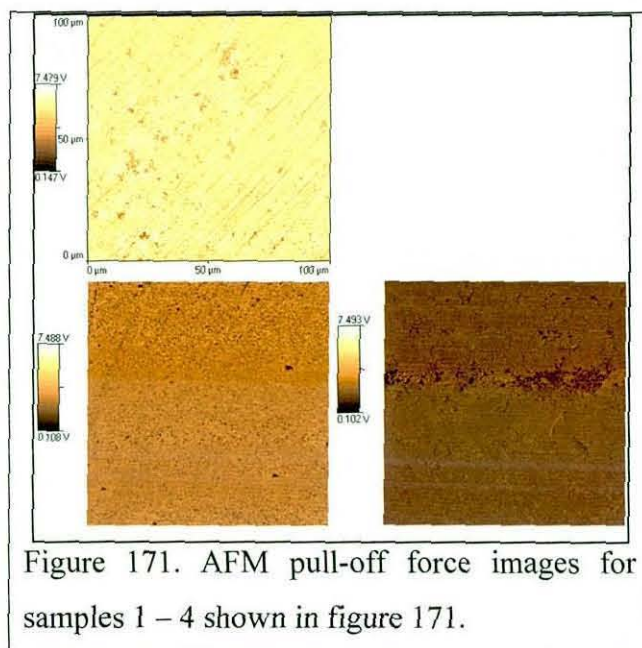 100 µm
7.479 V
50 µm
0.147 V
0 µm
0 µm 50 µm 100 µm
7.488 V
0.108 V
7.493 V
0.102 V
Figure 171. AFM pull-off force images for
samples 1 – 4 shown in figure 171.